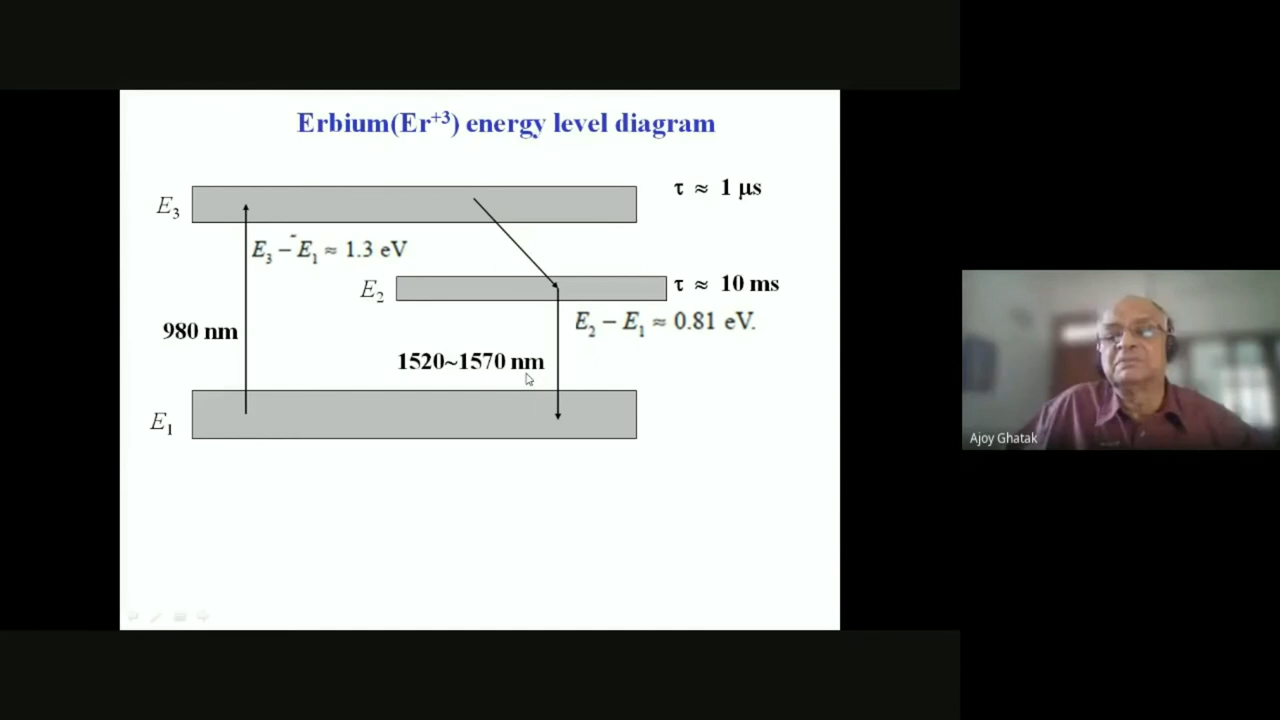 Erbium(Er⁺³) energy level diagram
τ ≈ 1 μs
E₃
E₃ − E₁ ≈ 1.3 eV
E₂
τ ≈ 10 ms
E₂ − E₁ ≈ 0.81 eV.
980 nm
1520~1570 nm
E₁
Ajoy Ghatak